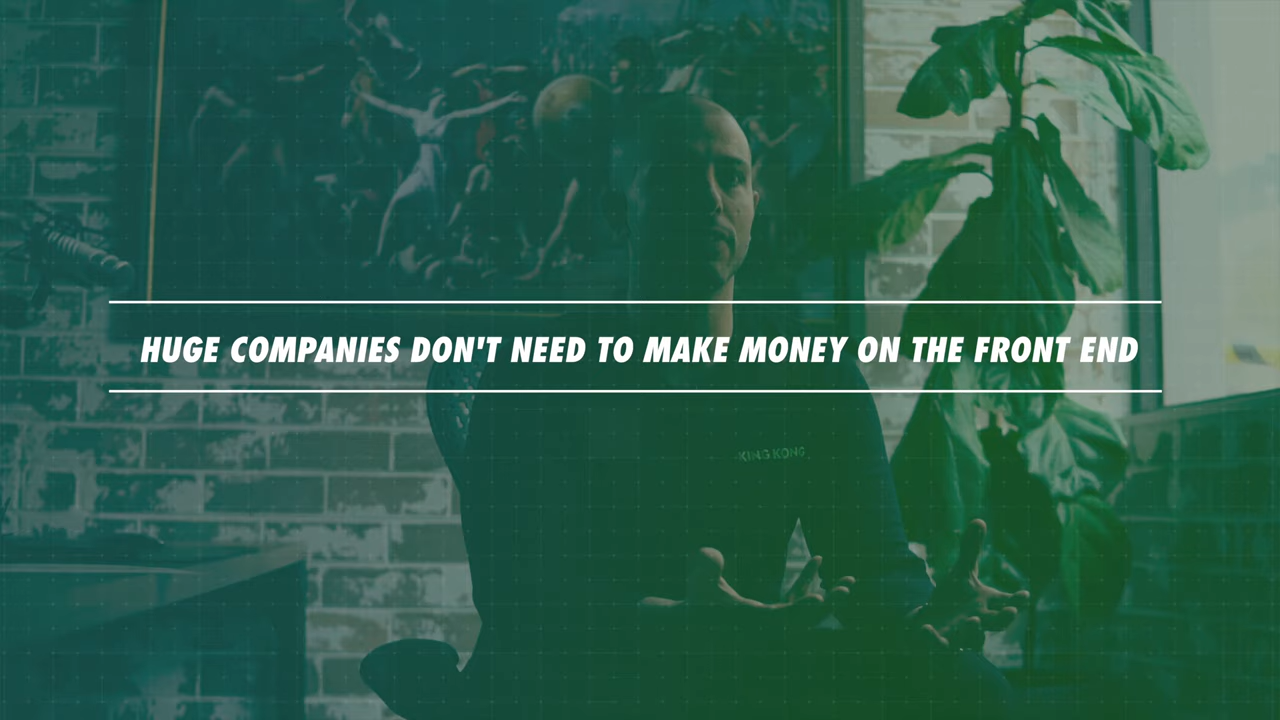 HUGE COMPANIES DON'T NEED TO MAKE MONEY ON THE FRONT END
KING KONG